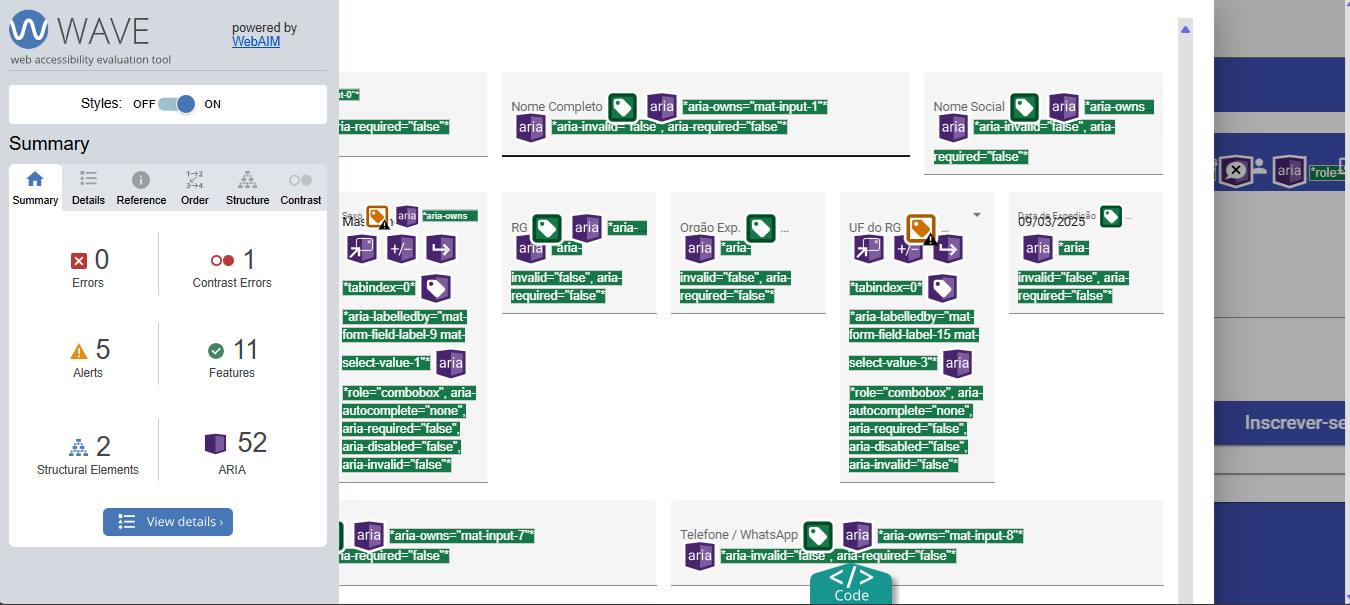 WAVE
powered by
WebAIM
web accessibility evaluation tool
Styles: OFF ON
Summary
Summary Details Reference Order Structure Contrast
0
Errors
1
Contrast Errors
5
Alerts
11
Features
2
Structural Elements
52
ARIA
View details ›
Nome Completo aria *aria-owns="mat-input-1"*
aria *aria-invalid="false", aria-required="false"*
Nome Social aria *aria-owns ...
aria *aria-invalid="false", aria-
required="false"*
ia-required="false"*
Sexo aria *aria-owns
*tabindex=0*
*aria-labelledby="mat-
form-field-label-9 mat-
select-value-1"* aria
*role="combobox", aria-
autocomplete="none",
aria-required="false",
aria-disabled="false",
aria-invalid="false"*
RG aria *aria- ...
aria *aria-
invalid="false", aria-
required="false"*
Orgão Exp. ...
aria *aria-
invalid="false", aria-
required="false"*
UF do RG ...
*tabindex=0*
*aria-labelledby="mat-
form-field-label-15 mat-
select-value-3"* aria
*role="combobox", aria-
autocomplete="none",
aria-required="false",
aria-disabled="false",
aria-invalid="false"*
Data de Expedição ...
09/03/2025
aria *aria-
invalid="false", aria-
required="false"*
aria *aria-owns="mat-input-7"*
ia-required="false"*
Telefone / WhatsApp aria *aria-owns="mat-input-8"*
aria *aria-invalid="false", aria-required="false"*
</>
Code
aria *role=
Inscrever-se